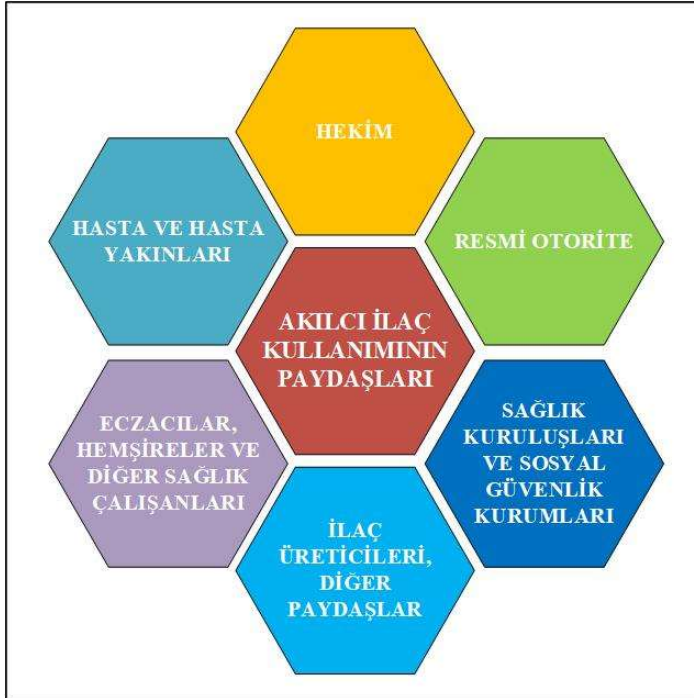 HEKİM
HASTA VE HASTA
YAKINLARI
RESMİ OTORİTE
AKILCI İLAÇ
KULLANIMININ
PAYDAŞLARI
ECZACILAR,
HEMŞİRELER VE
DİĞER SAĞLIK
ÇALIŞANLARI
SAĞLIK
KURULUŞLARI
VE SOSYAL
GÜVENLİK
KURUMLARI
İLAÇ
ÜRETİCİLERİ,
DİĞER
PAYDAŞLAR